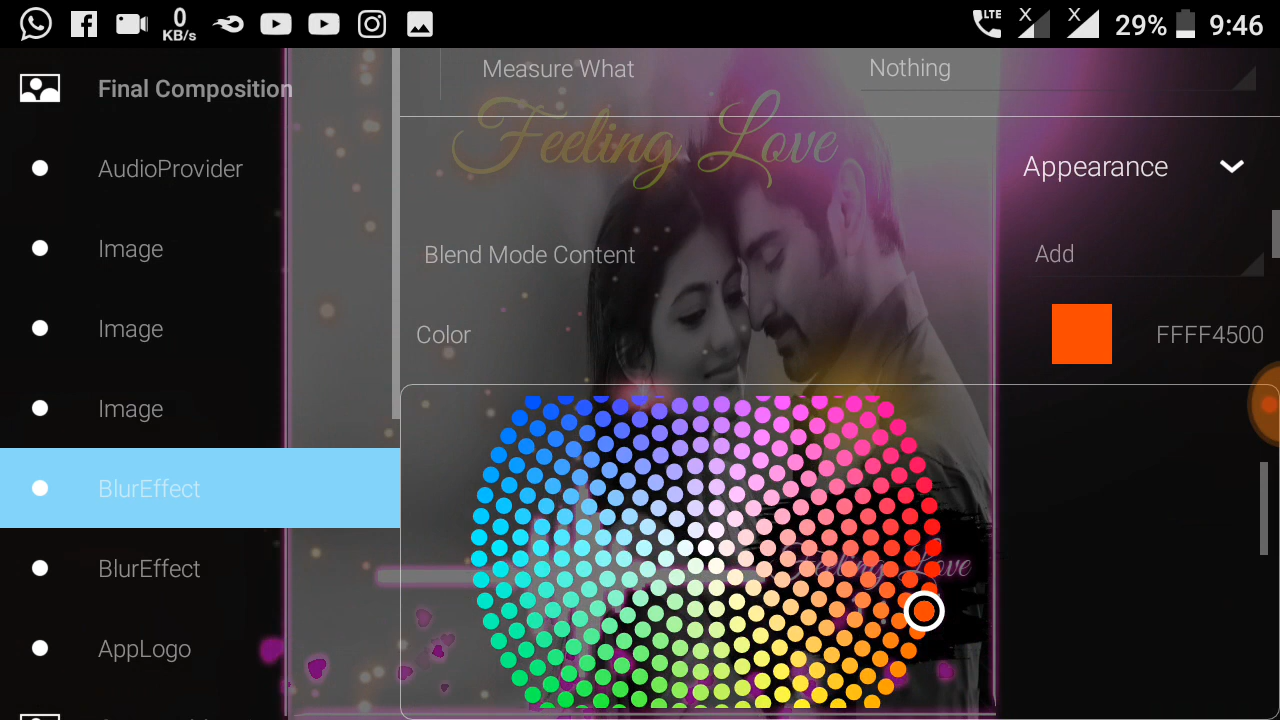 0
KB/s
LTE
X
X
29%
9:46
Final Composition
AudioProvider
Image
Image
Image
BlurEffect
BlurEffect
AppLogo
Measure What
Nothing
Feeling Love
Appearance
Blend Mode Content
Add
Color
FFFF4500
Feeling Love